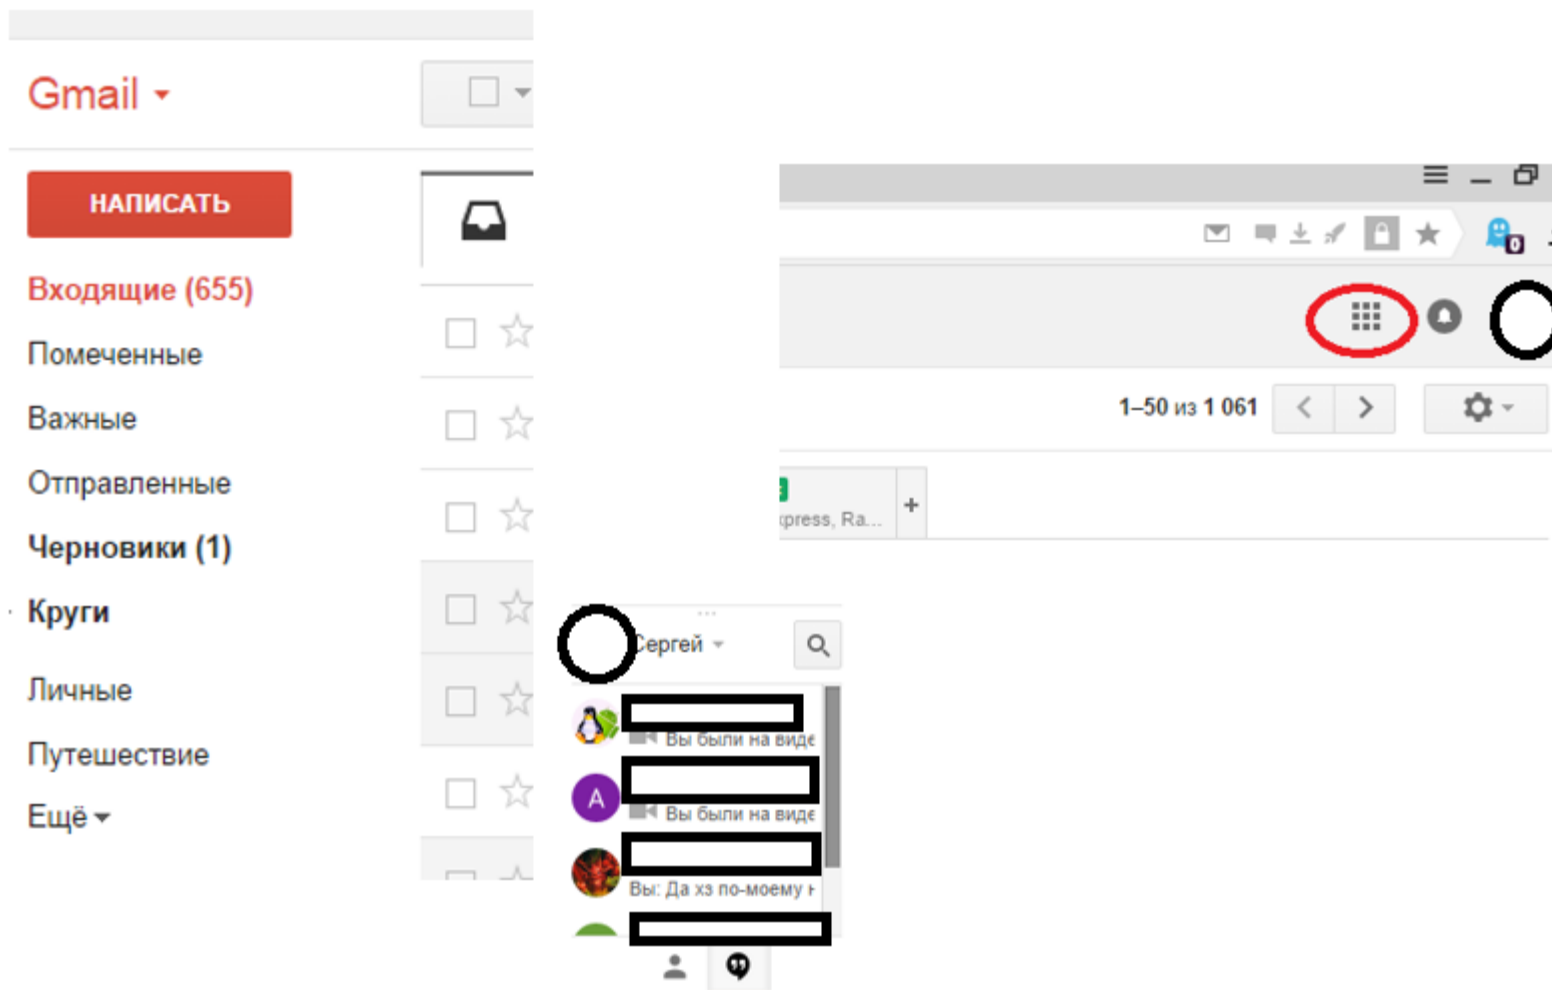 Gmail
НАПИСАТЬ
Входящие (655)
Помеченные
Важные
Отправленные
Черновики (1)
Круги
Личные
Путешествие
Ещё
0
1–50 из 1 061
xpress, Ra...
+
Сергей
Вы были на виде
A
Вы были на виде
Вы: Да хз по-моему н